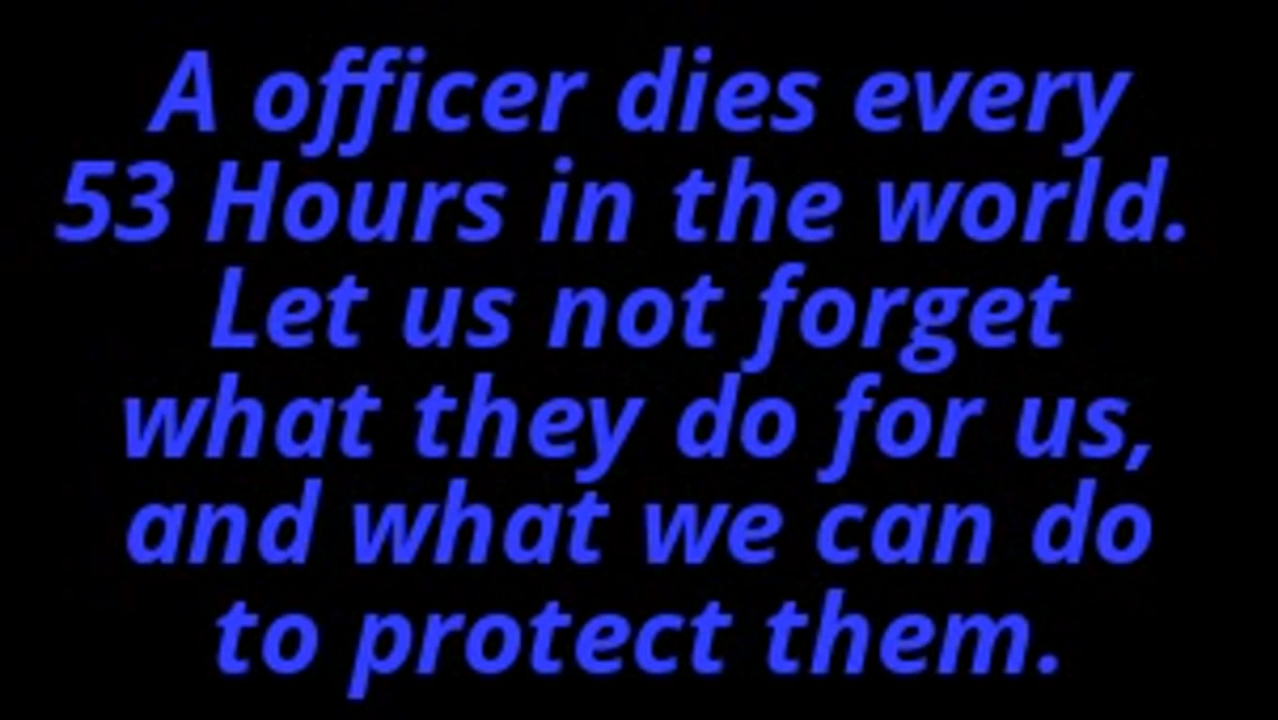 A officer dies every
53 Hours in the world.
Let us not forget
what they do for us,
and what we can do
to protect them.